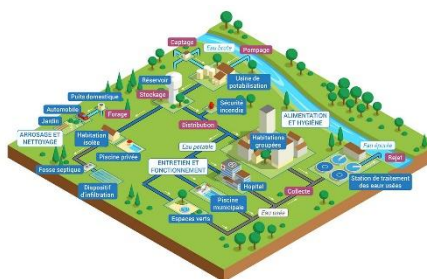 Captage
Eau brute
Pompage
Réservoir
Usine de
potabilisation
Stockage
Puits domestique
Automobile
Jardin
Forage
Sécurité
incendie
ARROSAGE ET
NETTOYAGE
ALIMENTATION
ET HYGIÈNE
Distribution
Habitation
isolée
Eau potable
Habitations
groupées
Piscine privée
Eau épurée
Rejet
ENTRETIEN ET
FONCTIONNEMENT
Fosse septique
Station de traitement
des eaux usées
Hôpital
Collecte
Dispositif
d'infiltration
Piscine
municipale
Espaces verts
Eau usée